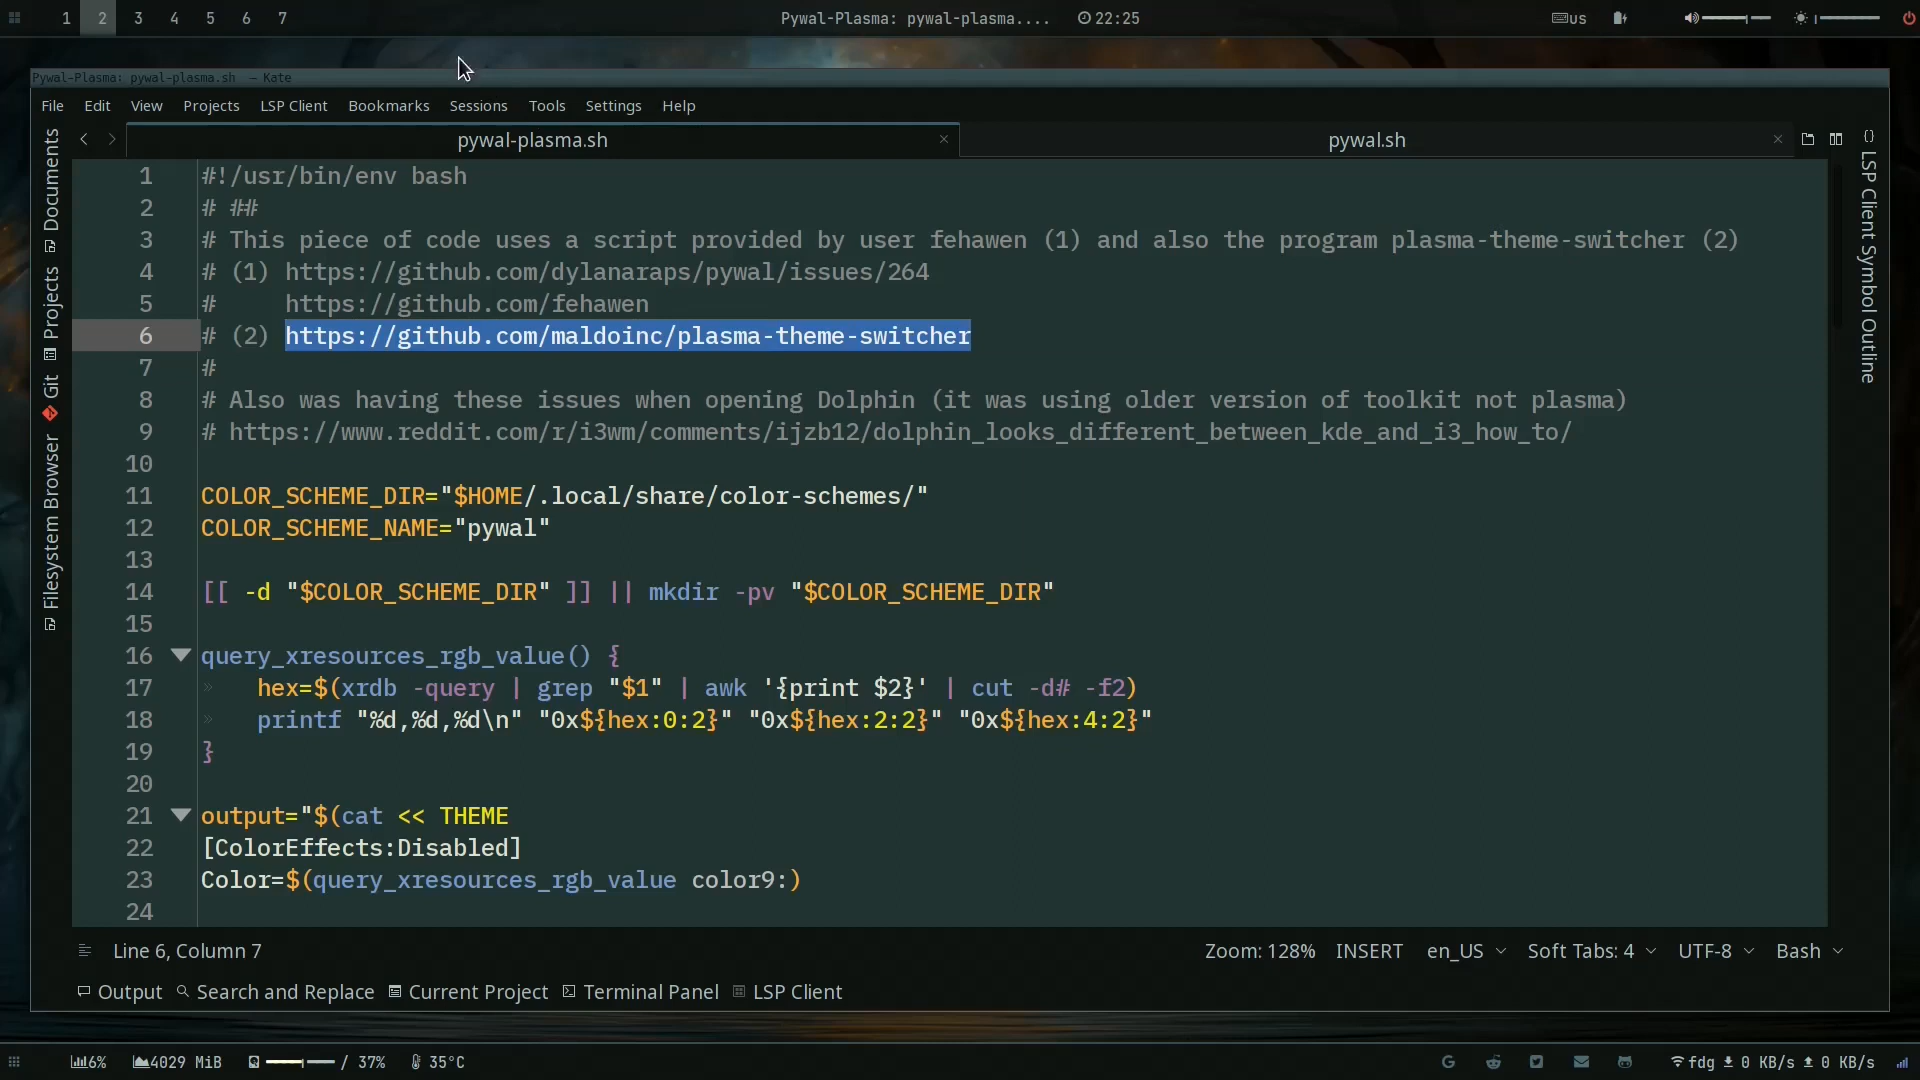 1 2 3 4 5 6 7 Pywal-Plasma: pywal-plasma.... 22:25 us
Pywal-Plasma: pywal-plasma.sh — Kate
File Edit View Projects LSP Client Bookmarks Sessions Tools Settings Help
pywal-plasma.sh pywal.sh
Documents
Projects
Git
Filesystem Browser
1 #!/usr/bin/env bash
2 # ##
3 # This piece of code uses a script provided by user fehawen (1) and also the program plasma-theme-switcher (2)
4 # (1) https://github.com/dylanaraps/pywal/issues/264
5 #     https://github.com/fehawen
6 # (2) https://github.com/maldoinc/plasma-theme-switcher
7 #
8 # Also was having these issues when opening Dolphin (it was using older version of toolkit not plasma)
9 # https://www.reddit.com/r/i3wm/comments/ijzb12/dolphin_looks_different_between_kde_and_i3_how_to/
10
11 COLOR_SCHEME_DIR="$HOME/.local/share/color-schemes/"
12 COLOR_SCHEME_NAME="pywal"
13
14 [[ -d "$COLOR_SCHEME_DIR" ]] || mkdir -pv "$COLOR_SCHEME_DIR"
15
16 query_xresources_rgb_value() {
17     hex=$(xrdb -query | grep "$1" | awk '{print $2}' | cut -d# -f2)
18     printf "%d,%d,%d\n" "0x${hex:0:2}" "0x${hex:2:2}" "0x${hex:4:2}"
19 }
20
21 output="$(cat << THEME
22 [ColorEffects:Disabled]
23 Color=$(query_xresources_rgb_value color9:)
24
{} LSP Client Symbol Outline
Line 6, Column 7 Zoom: 128% INSERT en_US Soft Tabs: 4 UTF-8 Bash
Output Search and Replace Current Project Terminal Panel LSP Client
6% 4029 MiB / 37% 35°C G fdg 0 KB/s 0 KB/s